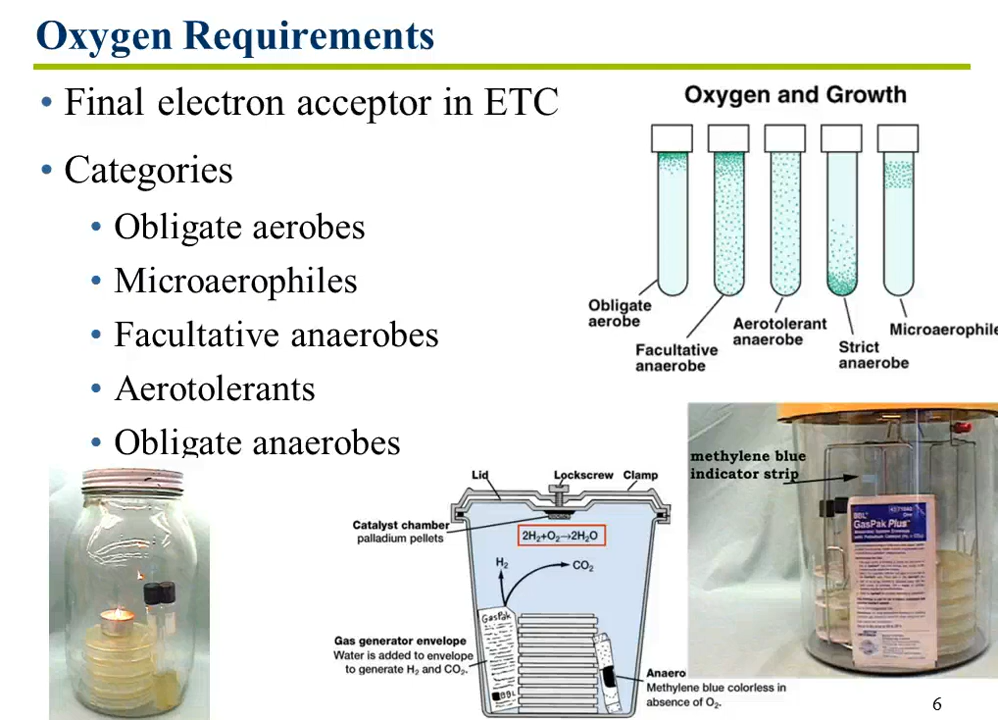 Oxygen Requirements
• Final electron acceptor in ETC
• Categories
• Obligate aerobes
• Microaerophiles
• Facultative anaerobes
• Aerotolerants
• Obligate anaerobes
Oxygen and Growth
Obligate
aerobe
Facultative
anaerobe
Aerotolerant
anaerobe
Strict
anaerobe
Microaerophile
Lid
Lockscrew
Clamp
Catalyst chamber
palladium pellets
2H₂+O₂→2H₂O
H₂
CO₂
GasPak
BBL
Gas generator envelope
Water is added to envelope
to generate H₂ and CO₂.
Anaero
Methylene blue colorless in
absence of O₂.
methylene blue
indicator strip
BBL
GasPak Plus
6